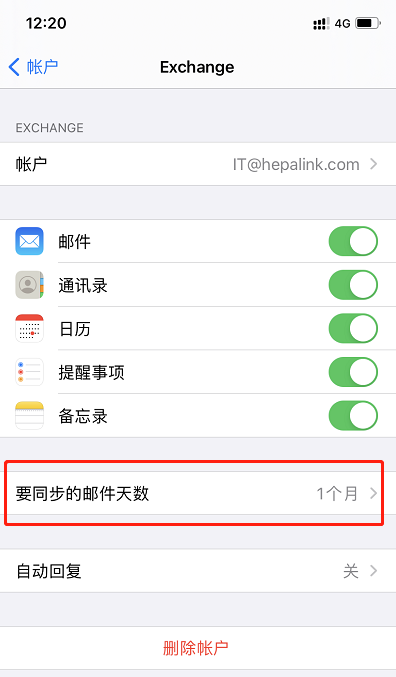 12:20 4G
帐户 Exchange
EXCHANGE
帐户 IT@hepalink.com
邮件
通讯录
日历
提醒事项
备忘录
要同步的邮件天数 1个月
自动回复 关
删除帐户